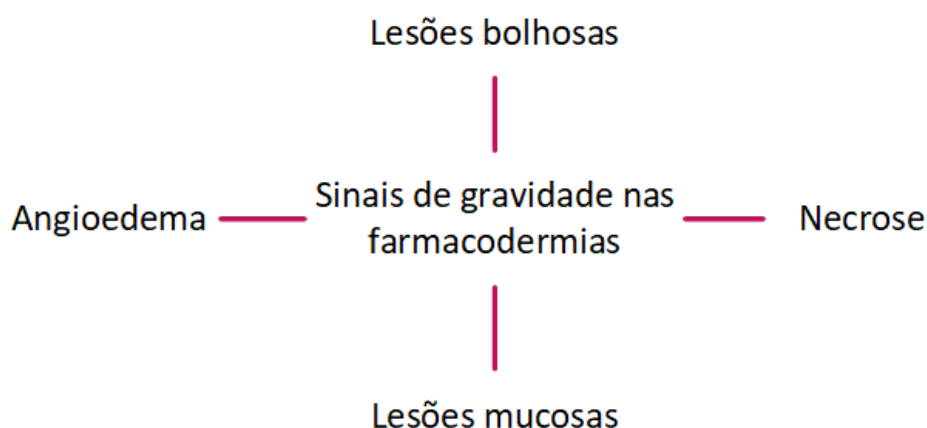 Lesões bolhosas
Angioedema
Sinais de gravidade nas
farmacodermias
Necrose
Lesões mucosas